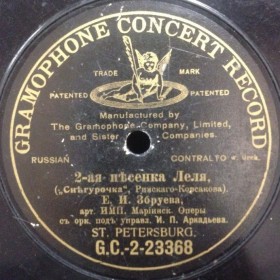 GRAMOPHONE CONCERT RECORD
TRADE MARK
PATENTED PATENTED
Manufactured by
The Gramophone Company, Limited,
and Sister Companies.
RUSSIAN CONTRALTO
2-ая пѣсенка Леля,
(„Снѣгурочка“, Римскаго-Корсакова).
Е. И. Збруева,
арт. ИМП. Маріинск. Оперы
съ орк. подъ управл. И. П. Аркадьева.
ST. PETERSBURG.
G.C.-2-23368